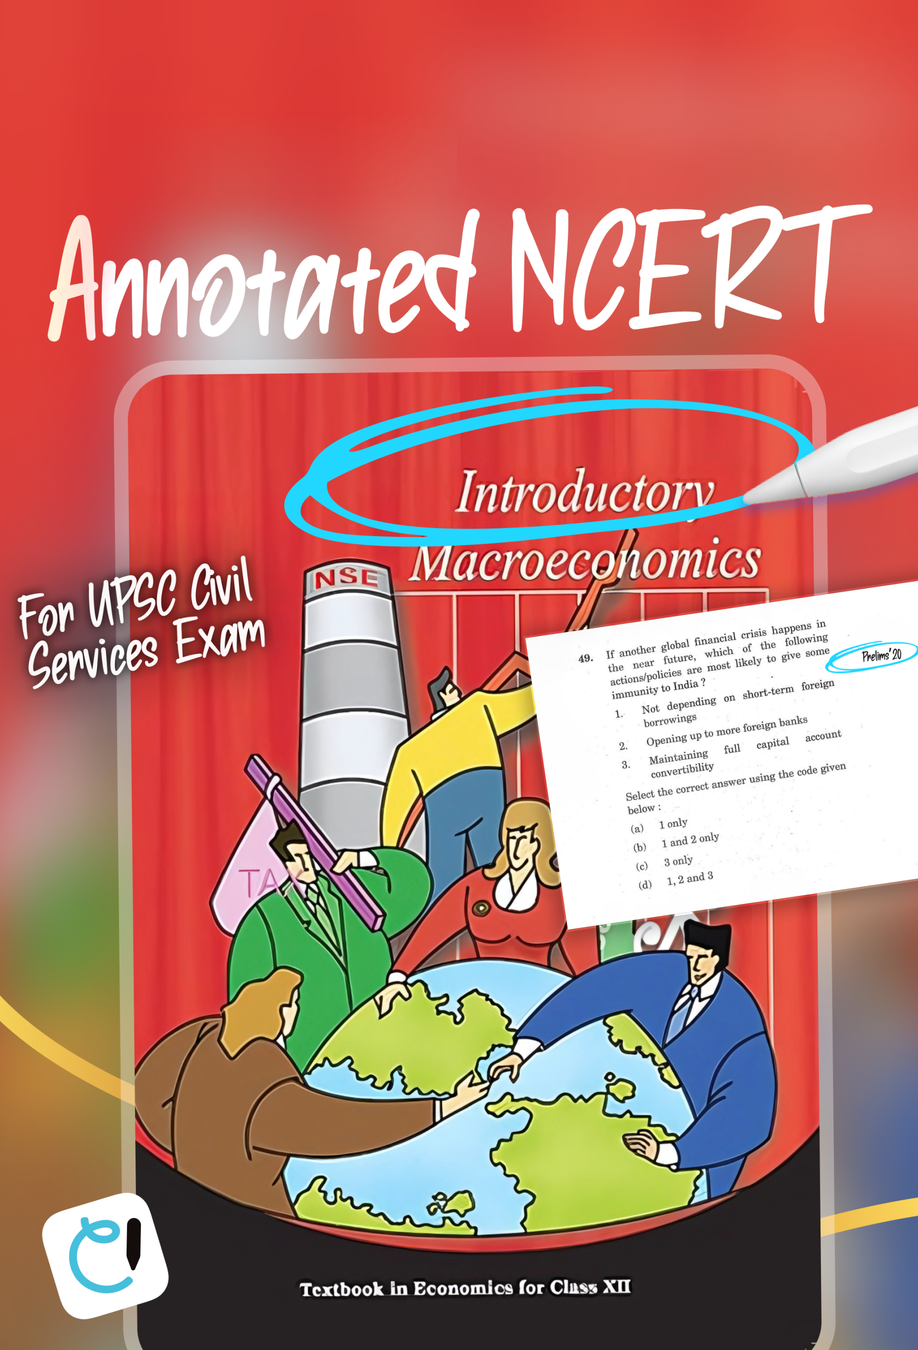 Annotated NCERT
Introductory
Macroeconomics
NSE
For UPSC Civil
Services Exam
49. If another global financial crisis happens in
the near future, which of the following
actions/policies are most likely to give some
immunity to India ?
Prelims'20
1. Not depending on short-term foreign
borrowings
2. Opening up to more foreign banks
3. Maintaining full capital account
convertibility
Select the correct answer using the code given
below :
(a) 1 only
(b) 1 and 2 only
(c) 3 only
(d) 1, 2 and 3
TA
Textbook in Economics for Class XII